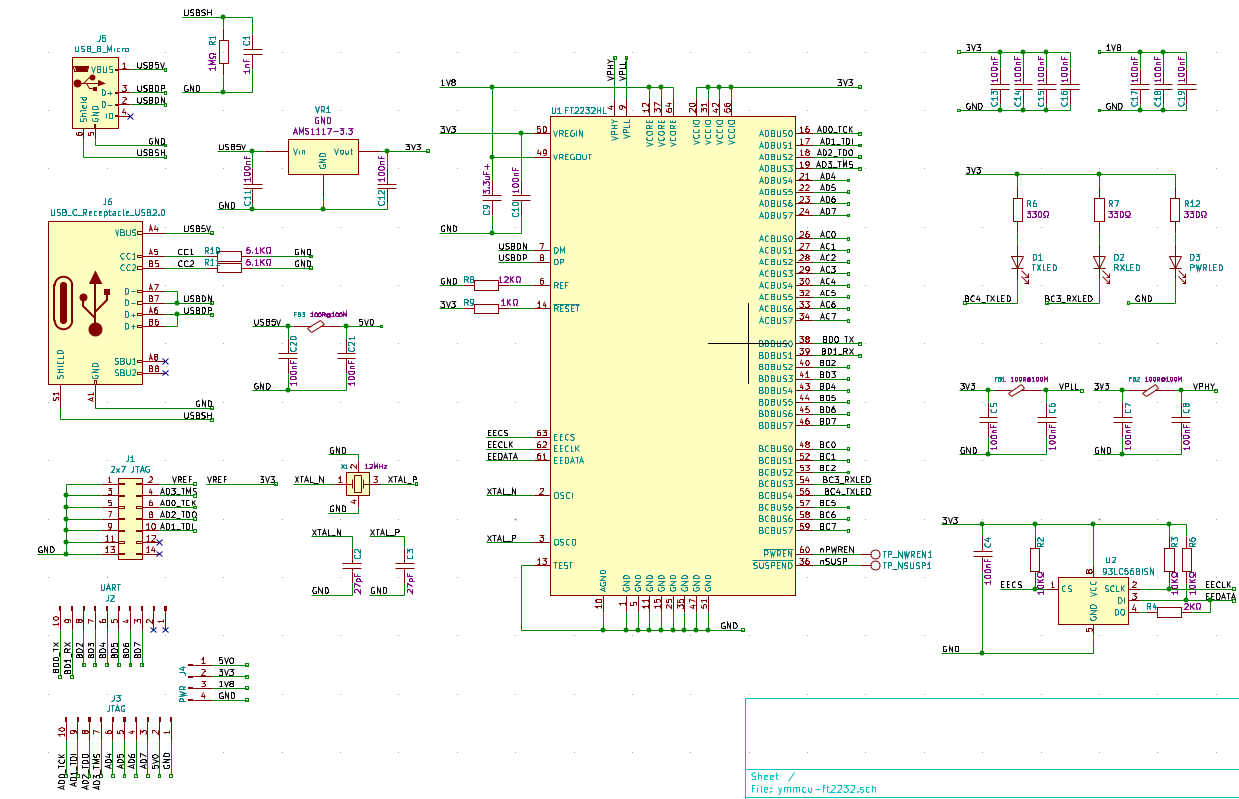 USBSH
R1
1MΩ
C1
1nF
GND
J5
USB_B_Micro
VBUS 1 USB5V
D+ 3 USBDP
D- 2 USBDN
ID 4
Shield
GND
6
5
GND
USBSH
VR1
GND
AMS1117-3.3
USB5V
Vin
Vout
GND
3V3
C11
100nF
C12
100nF
GND
J6
USB_C_Receptacle_USB2.0
VBUS A4 USB5V
CC1 A5 CC1 5.1KΩ GND
CC2 B5 CC2 5.1KΩ GND
D- A7
D- B7 USBDN
D+ A6 USBDP
D+ B6
SBU1 A8
SBU2 B8
SHIELD
GND
S1
A1
GND
USBSH
USB5V
FB3
100R@100M
5V0
C20
100nF
C21
100nF
GND
J1
2x7 JTAG
1 2 VREF
3 4 AD3_TMS
5 6 AD0_TCK
7 8 AD2_TDO
9 10 AD1_TDI
11 12
13 14
GND
VREF 3V3
GND
X1
2
12MHz
XTAL_N 1 3 XTAL_P
4
GND
XTAL_N
C2
27pF
GND
XTAL_P
C3
27pF
GND
UART
J2
10 9 8 7 6 5 4 3 2 1
BD0_TX
BD1_RX
BD2
BD3
BD4
BD5
BD6
BD7
J4
PWR
1 5V0
2 3V3
3 1V8
4 GND
J3
JTAG
10 9 8 7 6 5 4 3 2 1
AD0_TCK
AD1_TDI
AD2_TDO
AD3_TMS
AD4
AD5
AD6
AD7
5V0
GND
1V8
3V3
C9
3.3uF+
C10
100nF
GND
U1 FT2232HL
VPHY
VPLL
4 9 12 37 64 20 31 42 56
VPHY
VPLL
VCORE
VCORE
VCORE
VCCIO
VCCIO
VCCIO
VCCIO
3V3
50 VREGIN
49 VREGOUT
USBDN 7 DM
USBDP 8 DP
GND R8 12KΩ 6 REF
3V3 R9 1KΩ 14 RESET
EECS 63 EECS
EECLK 62 EECLK
EEDATA 61 EEDATA
XTAL_N 2 OSCI
XTAL_P 3 OSCO
13 TEST
AGND
GND
GND
GND
GND
GND
GND
GND
GND
10 1 5 11 15 25 35 47 51
GND
ADBUS0 16 AD0_TCK
ADBUS1 17 AD1_TDI
ADBUS2 18 AD2_TDO
ADBUS3 19 AD3_TMS
ADBUS4 21 AD4
ADBUS5 22 AD5
ADBUS6 23 AD6
ADBUS7 24 AD7
ACBUS0 26 AC0
ACBUS1 27 AC1
ACBUS2 28 AC2
ACBUS3 29 AC3
ACBUS4 30 AC4
ACBUS5 32 AC5
ACBUS6 33 AC6
ACBUS7 34 AC7
BDBUS0 38 BD0_TX
BDBUS1 39 BD1_RX
BDBUS2 40 BD2
BDBUS3 41 BD3
BDBUS4 43 BD4
BDBUS5 44 BD5
BDBUS6 45 BD6
BDBUS7 46 BD7
BCBUS0 48 BC0
BCBUS1 52 BC1
BCBUS2 53 BC2
BCBUS3 54 BC3_RXLED
BCBUS4 55 BC4_TXLED
BCBUS5 57 BC5
BCBUS6 58 BC6
BCBUS7 59 BC7
PWREN 60 nPWREN TP_NWREN1
SUSPEND 36 nSUSP TP_NSUSP1
3V3
C13
100nF
C14
100nF
C15
100nF
C16
100nF
GND
1V8
C17
100nF
C18
100nF
C19
100nF
GND
3V3
R6
330Ω
R7
330Ω
R12
330Ω
D1
TXLED
D2
RXLED
D3
PWRLED
BC4_TXLED
BC3_RXLED
GND
3V3
FB1
100R@100M
VPLL
C5
100nF
C6
100nF
GND
3V3
FB2
100R@100M
VPHY
C7
100nF
C8
100nF
GND
3V3
C4
100nF
R2
10KΩ
R3
10KΩ
10KΩ
U2
93LC56BISN
8
VCC
EECS 1 CS
SCLK 2 EECLK
DI 3 EEDATA
DO 4 R4 2KΩ
GND
5
GND
Sheet: /
File: ymmcu-ft2232.sch